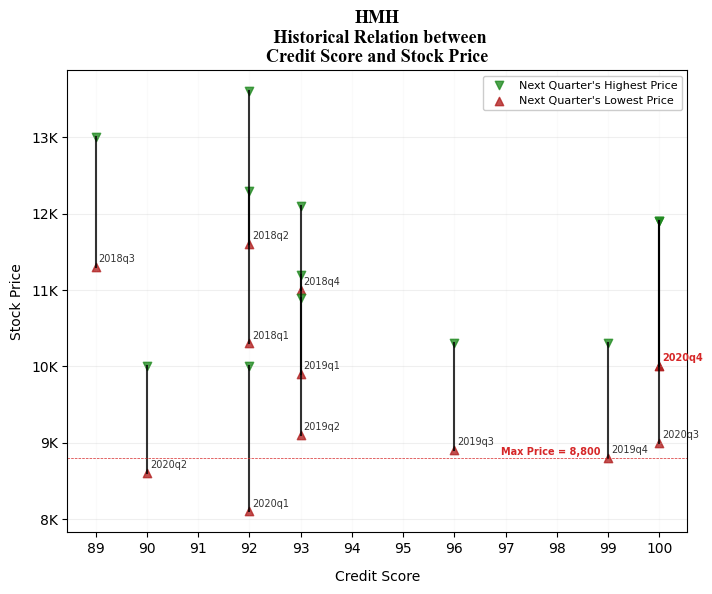 HMH
Historical Relation between
Credit Score and Stock Price
Next Quarter's Highest Price
Next Quarter's Lowest Price
Stock Price
13K
12K
11K
10K
9K
8K
2018q3
2018q2
2018q4
2018q1
2019q1
2020q4
2019q2
2020q3
2019q3
2019q4
Max Price = 8,800
2020q2
2020q1
89 90 91 92 93 94 95 96 97 98 99 100
Credit Score